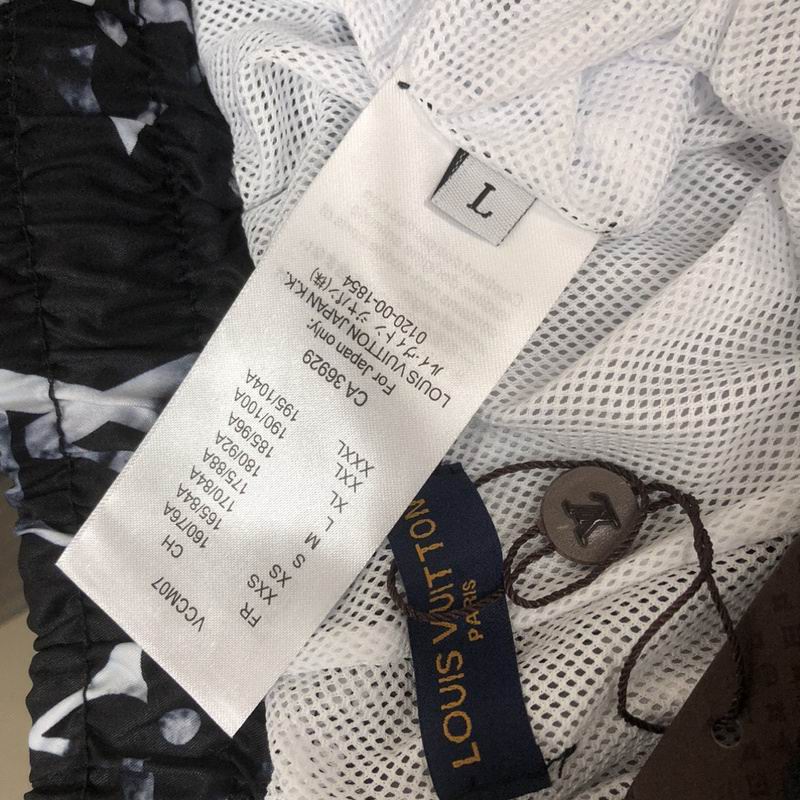 L
VCCM07
FR CH
XXS 160/76A
XS 165/84A
S 170/84A
M 175/88A
L 180/92A
XL 185/96A
XXL 190/100A
XXXL 195/104A
CA 36929
For Japan only:
LOUIS VUITTON JAPAN K.K.
ルイ・ヴィトン ジャパン(株)
0120-00-1854
LOUIS VUITTON
PARIS
LV